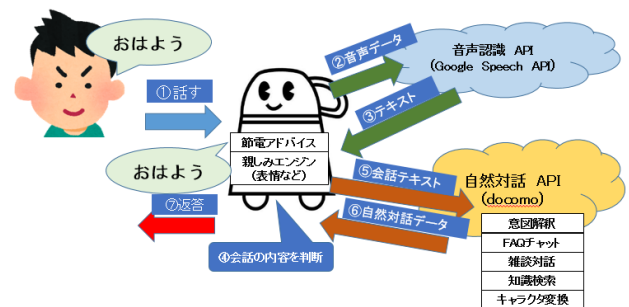 おはよう
①話す
②音声データ
音声認識 API
(Google Speech API)
③テキスト
節電アドバイス
親しみエンジン
(表情など)
おはよう
⑤会話テキスト
自然対話 API
(docomo)
⑥自然対話データ
⑦返答
④会話の内容を判断
意図解釈
FAQチャット
雑談対話
知識検索
キャラクタ変換